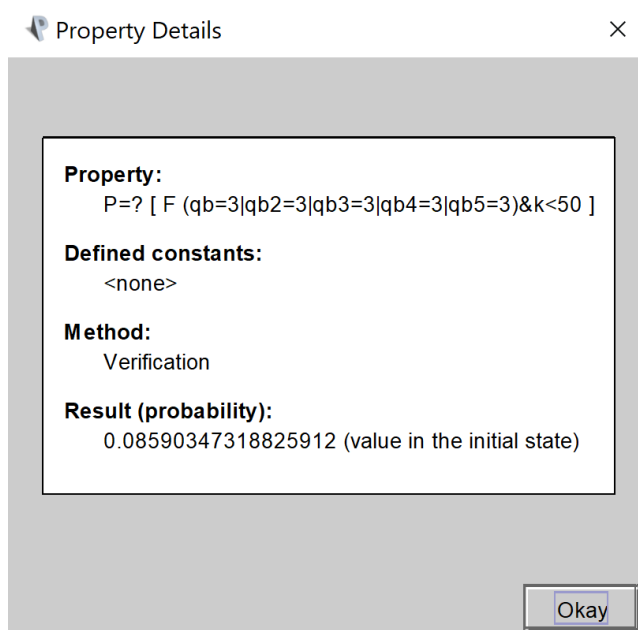 Property Details
Property:
P=? [ F (qb=3|qb2=3|qb3=3|qb4=3|qb5=3)&k<50 ]
Defined constants:
<none>
Method:
Verification
Result (probability):
0.08590347318825912 (value in the initial state)
Okay